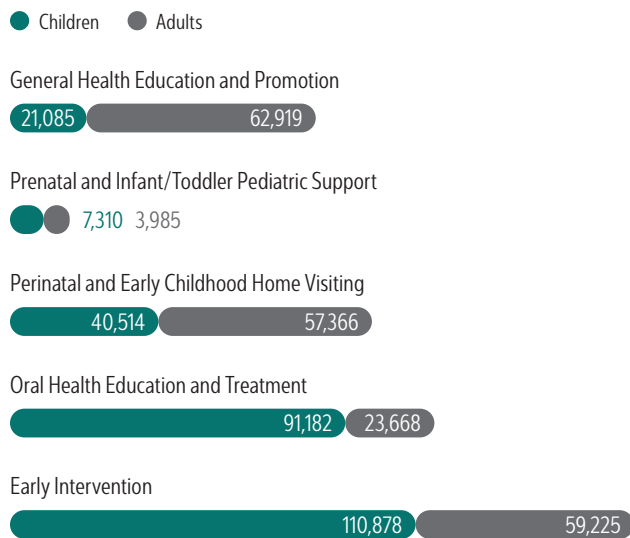 Children Adults
General Health Education and Promotion
21,085 62,919
Prenatal and Infant/Toddler Pediatric Support
7,310 3,985
Perinatal and Early Childhood Home Visiting
40,514 57,366
Oral Health Education and Treatment
91,182 23,668
Early Intervention
110,878 59,225